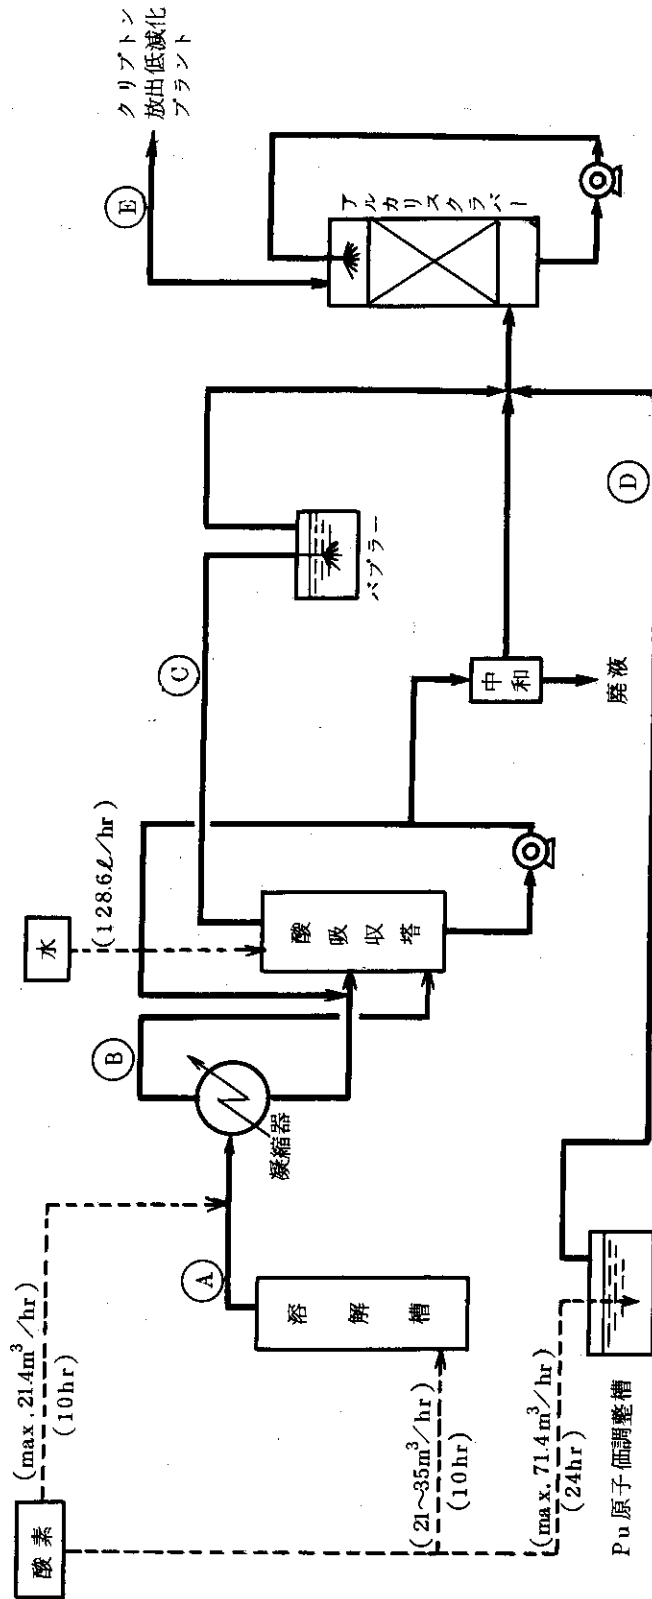 酸素
(max. 21.4m³/hr)
(10hr)
(21~35m³/hr)
(10hr)
(max. 71.4m³/hr)
(24hr)
Pu原子価調整槽
溶解槽
A
凝縮器
B
水
(128.6ℓ/hr)
酸吸収塔
C
中和
廃液
バブラー
D
アルカリスクラバー
E
クリプトン
放出低減化
プラント